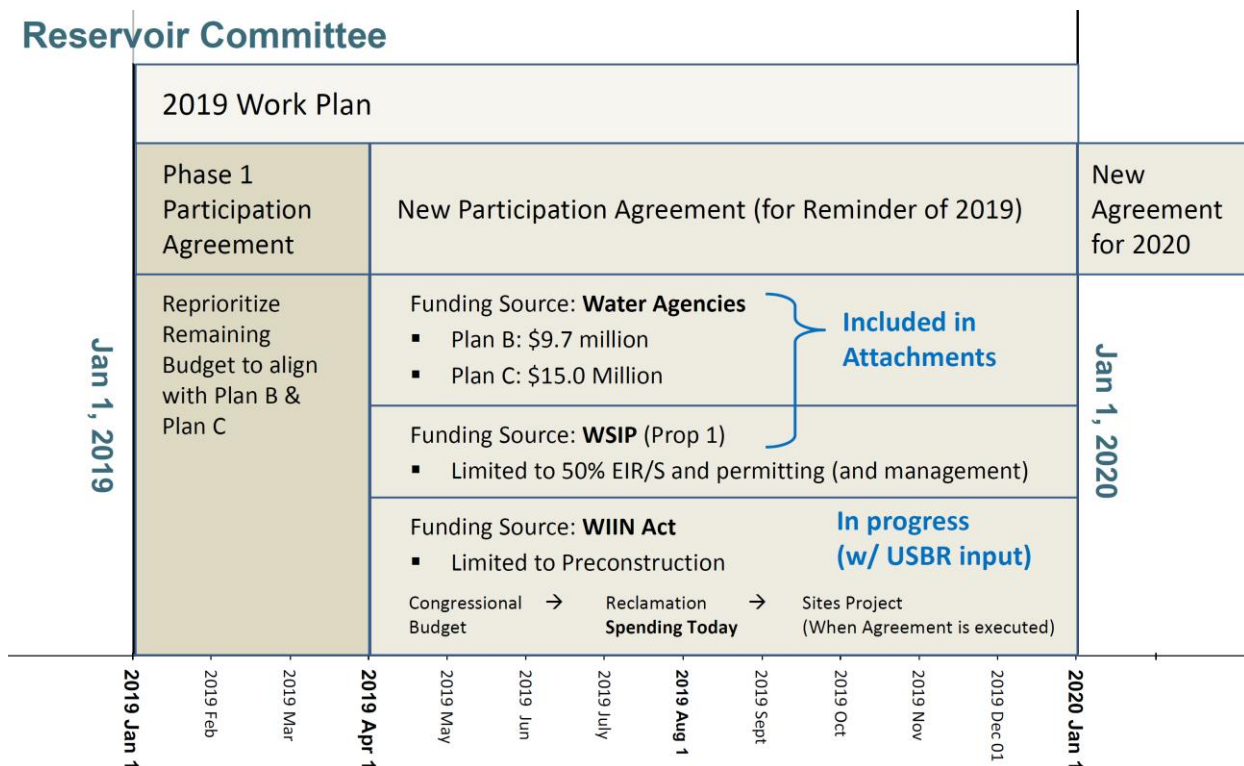 Reservoir Committee
2019 Work Plan
Phase 1
Participation
Agreement
New Participation Agreement (for Reminder of 2019)
New
Agreement
for 2020
Reprioritize
Remaining
Budget to align
with Plan B &
Plan C
Funding Source: Water Agencies
▪ Plan B: $9.7 million
▪ Plan C: $15.0 Million
Included in
Attachments
Funding Source: WSIP (Prop 1)
▪ Limited to 50% EIR/S and permitting (and management)
Funding Source: WIIN Act
▪ Limited to Preconstruction
In progress
(w/ USBR input)
Congressional → Reclamation → Sites Project
Budget Spending Today (When Agreement is executed)
Jan 1, 2019
Jan 1, 2020
2019 Jan 1
2019 Feb
2019 Mar
2019 Apr 1
2019 May
2019 Jun
2019 July
2019 Aug 1
2019 Sept
2019 Oct
2019 Nov
2019 Dec 01
2020 Jan 1